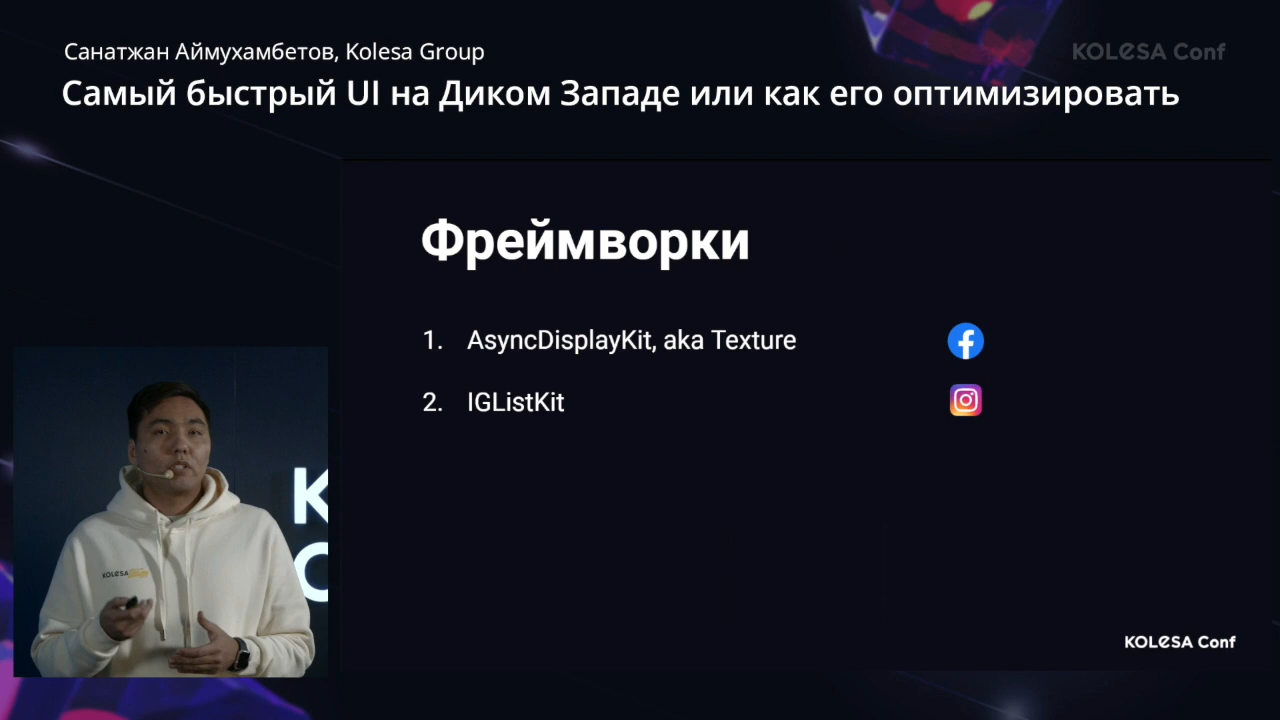 Санатжан Аймухамбетов, Kolesa Group
KOLESA Conf
Самый быстрый UI на Диком Западе или как его оптимизировать
Фреймворки
1. AsyncDisplayKit, aka Texture
2. IGListKit
KOLESA
KOLESA Conf